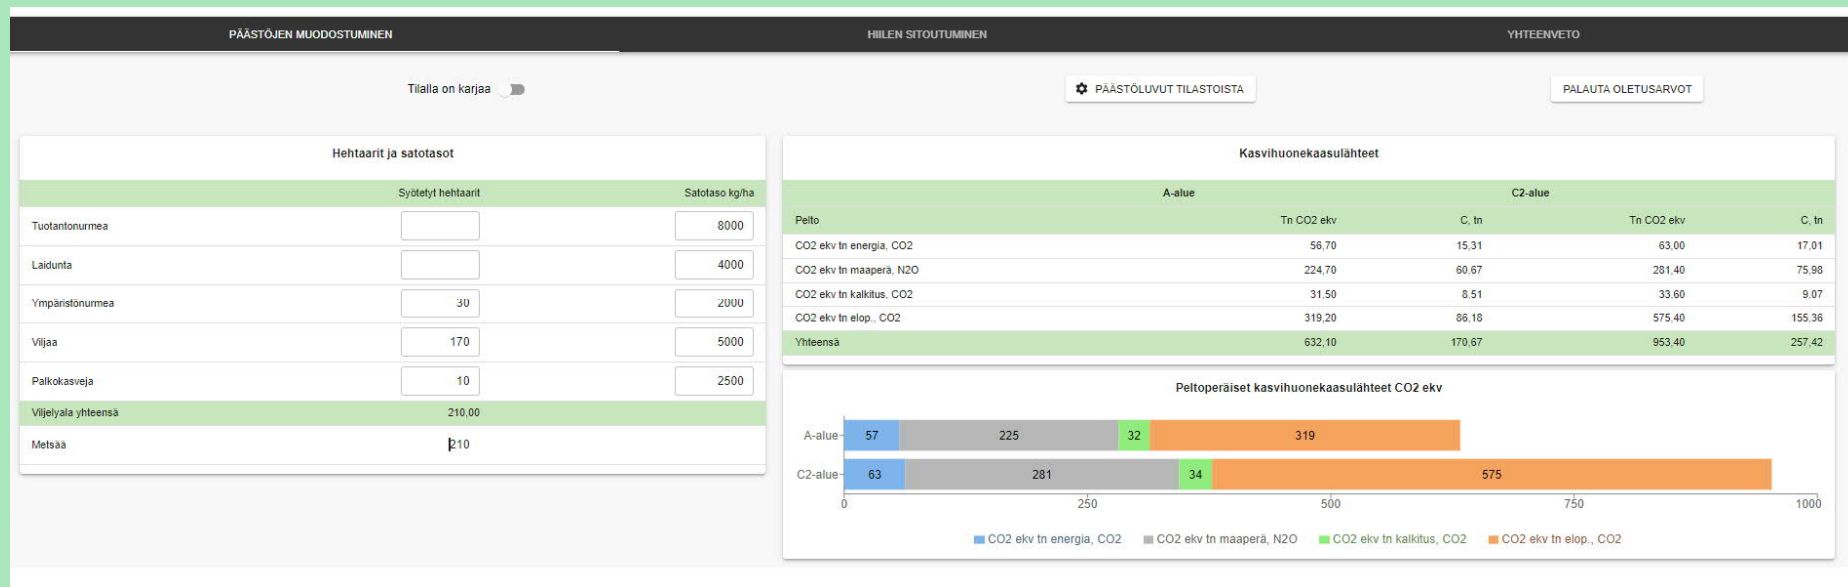 PÄÄSTÖJEN MUODOSTUMINEN HIILEN SITOUTUMINEN YHTEENVETO
Tilalla on karjaa PÄÄSTÖLUVUT TILASTOISTA PALAUTA OLETUSARVOT
Hehtaarit ja satotasot
Syötetyt hehtaarit Satotaso kg/ha
Tuotantonurmea 8000
Laidunta 4000
Ympäristönurmea 30 2000
Viljaa 170 5000
Palkokasveja 10 2500
Viljelyala yhteensä 210,00
Metsää 210
Kasvihuonekaasulähteet
A-alue C2-alue
Pelto Tn CO2 ekv C, tn Tn CO2 ekv C, tn
CO2 ekv tn energia, CO2 56,70 15,31 63,00 17,01
CO2 ekv tn maaperä, N2O 224,70 60,67 281,40 75,98
CO2 ekv tn kalkitus, CO2 31,50 8,51 33,60 9,07
CO2 ekv tn elop., CO2 319,20 86,18 575,40 155,36
Yhteensä 632,10 170,67 953,40 257,42
Peltoperäiset kasvihuonekaasulähteet CO2 ekv
A-alue 57 225 32 319
C2-alue 63 281 34 575
0 250 500 750 1000
CO2 ekv tn energia, CO2 CO2 ekv tn maaperä, N2O CO2 ekv tn kalkitus, CO2 CO2 ekv tn elop., CO2